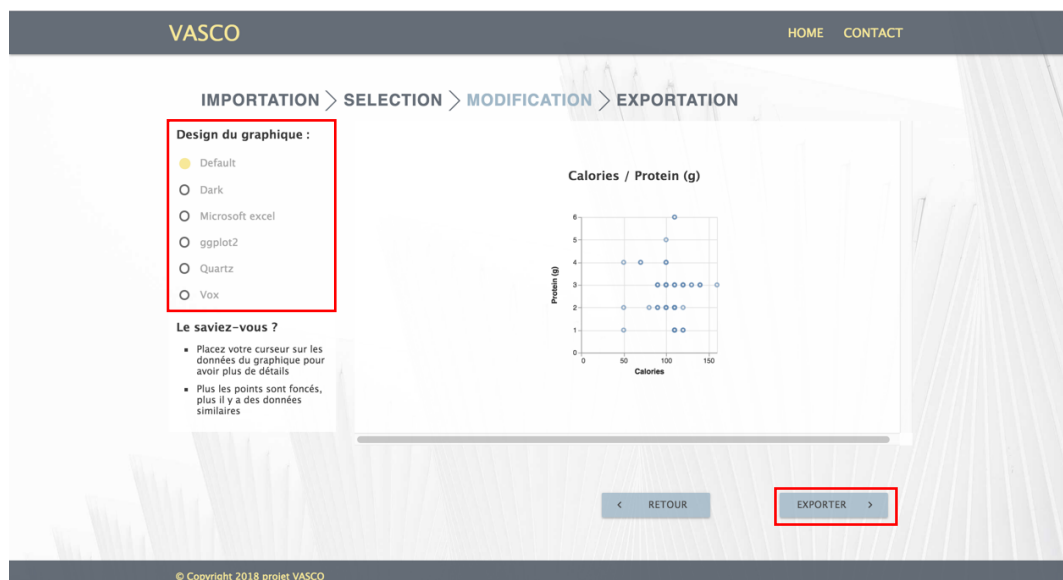 VASCO
HOME CONTACT
IMPORTATION > SELECTION > MODIFICATION > EXPORTATION
Design du graphique :
Default
Dark
Microsoft excel
ggplot2
Quartz
Vox
Le saviez-vous ?
▪ Placez votre curseur sur les
données du graphique pour
avoir plus de détails
▪ Plus les points sont foncés,
plus il y a des données
similaires
Calories / Protein (g)
Protein (g)
6
5
4
3
2
1
0
0 50 100 150
Calories
< RETOUR
EXPORTER >
© Copyright 2018 projet VASCO